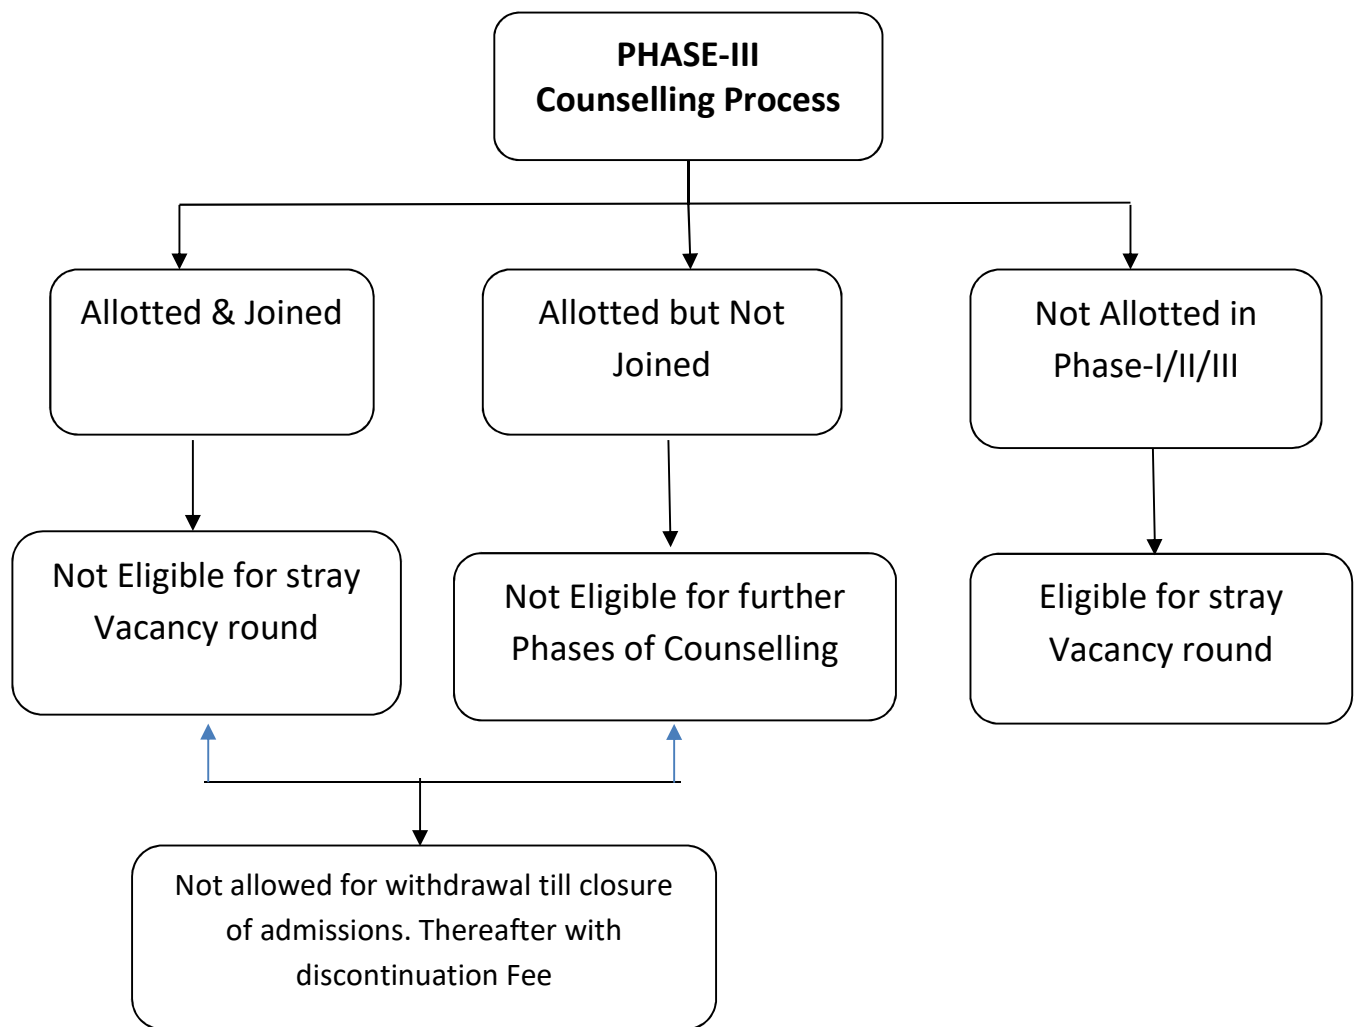 PHASE-III
Counselling Process
Allotted & Joined
Allotted but Not
Joined
Not Allotted in
Phase-I/II/III
Not Eligible for stray
Vacancy round
Not Eligible for further
Phases of Counselling
Eligible for stray
Vacancy round
Not allowed for withdrawal till closure
of admissions. Thereafter with
discontinuation Fee